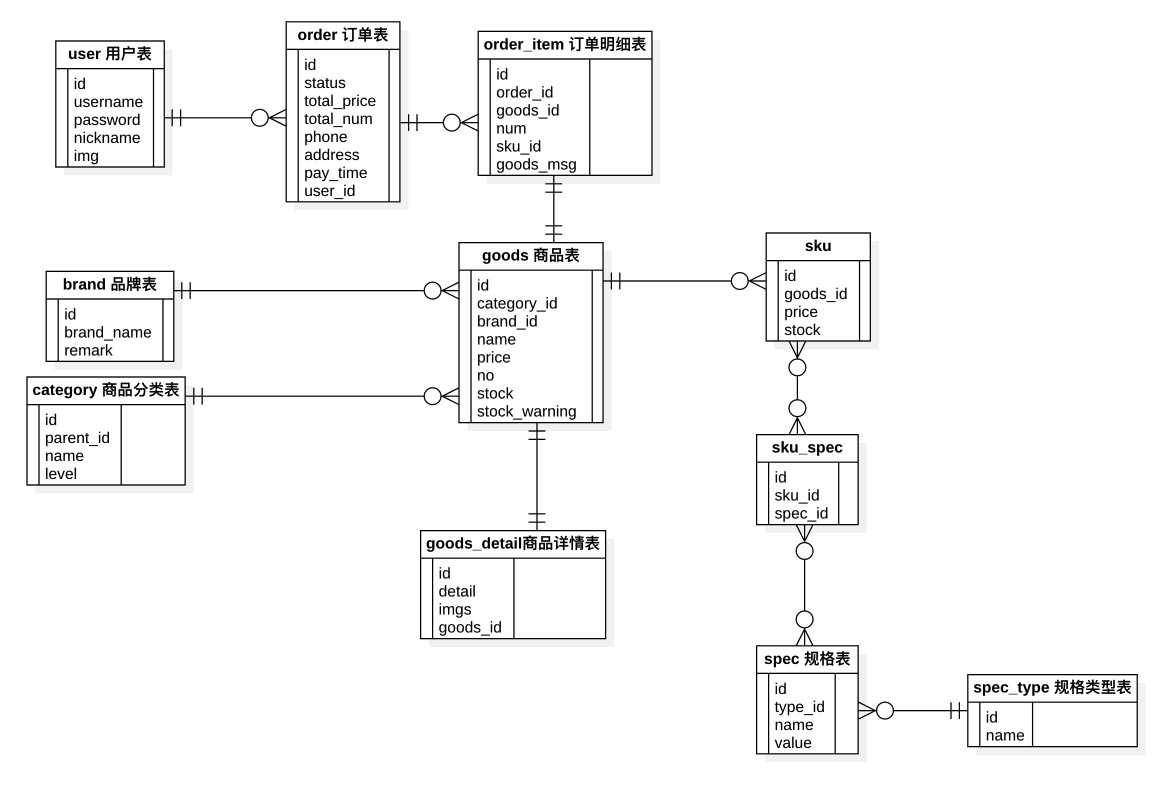 user 用户表
id
username
password
nickname
img
order 订单表
id
status
total_price
total_num
phone
address
pay_time
user_id
order_item 订单明细表
id
order_id
goods_id
num
sku_id
goods_msg
brand 品牌表
id
brand_name
remark
category 商品分类表
id
parent_id
name
level
goods 商品表
id
category_id
brand_id
name
price
no
stock
stock_warning
goods_detail商品详情表
id
detail
imgs
goods_id
sku
id
goods_id
price
stock
sku_spec
id
sku_id
spec_id
spec 规格表
id
type_id
name
value
spec_type 规格类型表
id
name